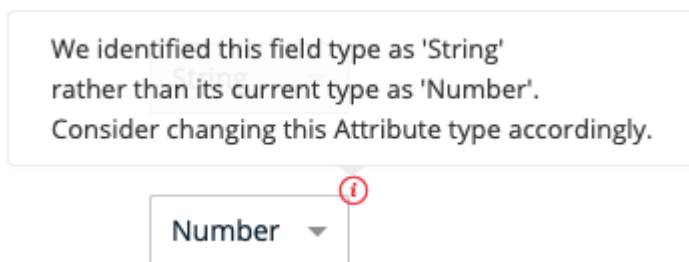 We identified this field type as 'String'
String
rather than its current type as 'Number'.
Consider changing this Attribute type accordingly.
i
Number